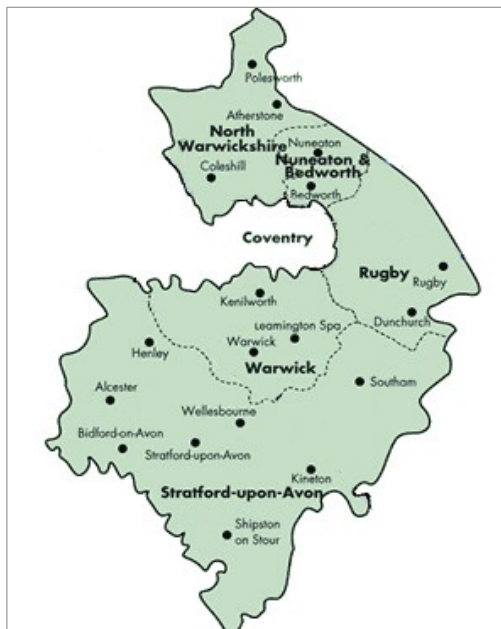 Polesworth
Atherstone
North
Warwickshire
Nuneaton
Nuneaton &
Bedworth
Coleshill
Bedworth
Coventry
Rugby
Rugby
Kenilworth
Dunchurch
Leamington Spa
Warwick
Henley
Warwick
Southam
Alcester
Wellesbourne
Bidford-on-Avon
Stratford-upon-Avon
Kineton
Stratford-upon-Avon
Shipston
on Stour